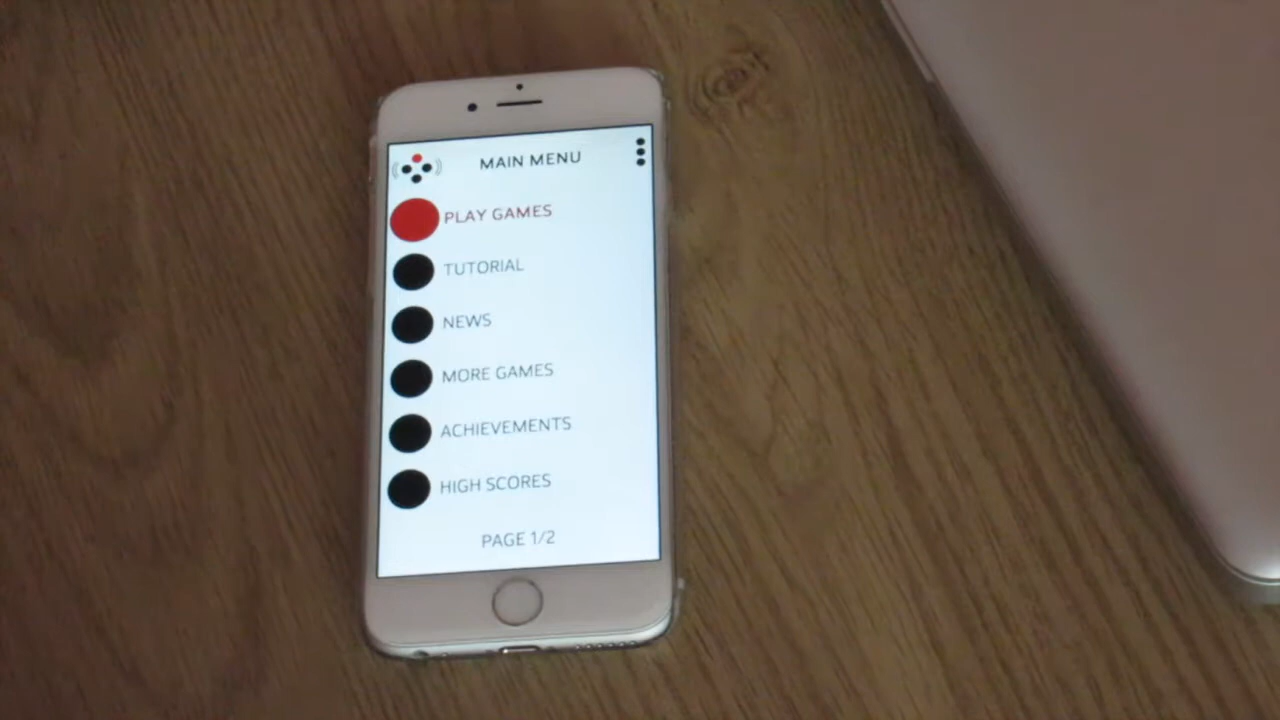 MAIN MENU
PLAY GAMES
TUTORIAL
NEWS
MORE GAMES
ACHIEVEMENTS
HIGH SCORES
PAGE 1/2